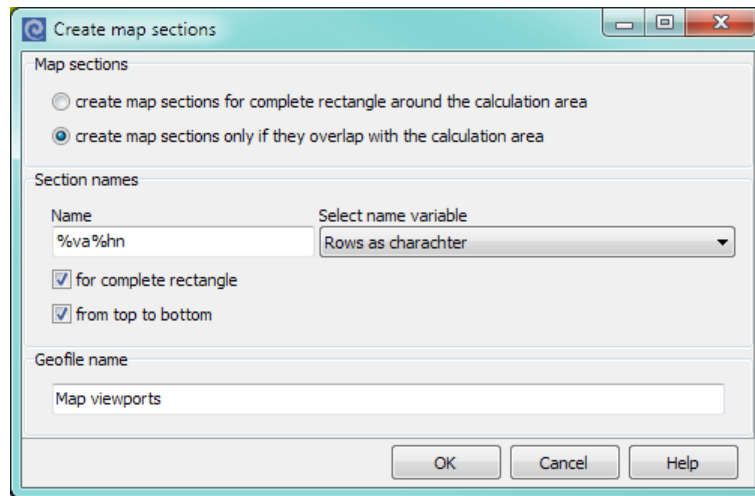 Create map sections
Map sections
create map sections for complete rectangle around the calculation area
create map sections only if they overlap with the calculation area
Section names
Name
Select name variable
%va%hn
Rows as charachter
for complete rectangle
from top to bottom
Geofile name
Map viewports
OK
Cancel
Help